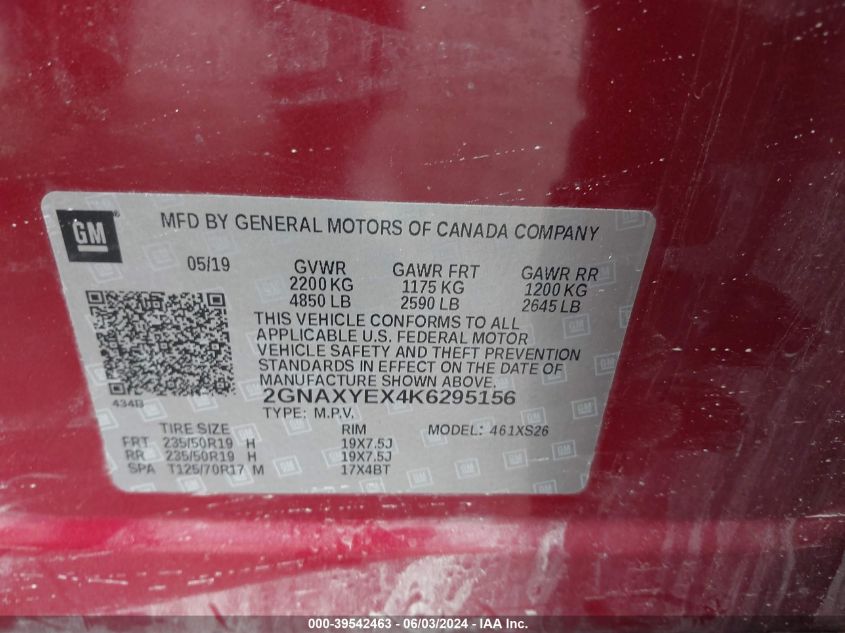 GM
MFD BY GENERAL MOTORS OF CANADA COMPANY
05/19 GVWR GAWR FRT GAWR RR
2200 KG 1175 KG 1200 KG
4850 LB 2590 LB 2645 LB
THIS VEHICLE CONFORMS TO ALL
APPLICABLE U.S. FEDERAL MOTOR
VEHICLE SAFETY AND THEFT PREVENTION
STANDARDS IN EFFECT ON THE DATE OF
MANUFACTURE SHOWN ABOVE.
434D
2GNAXYEX4K6295156
TYPE: M.P.V.
TIRE SIZE RIM MODEL: 461XS26
FRT 235/50R19 H 19X7.5J
RR 235/50R19 H 19X7.5J
SPA T125/70R17 M 17X4BT
000-39542463 - 06/03/2024 - IAA Inc.